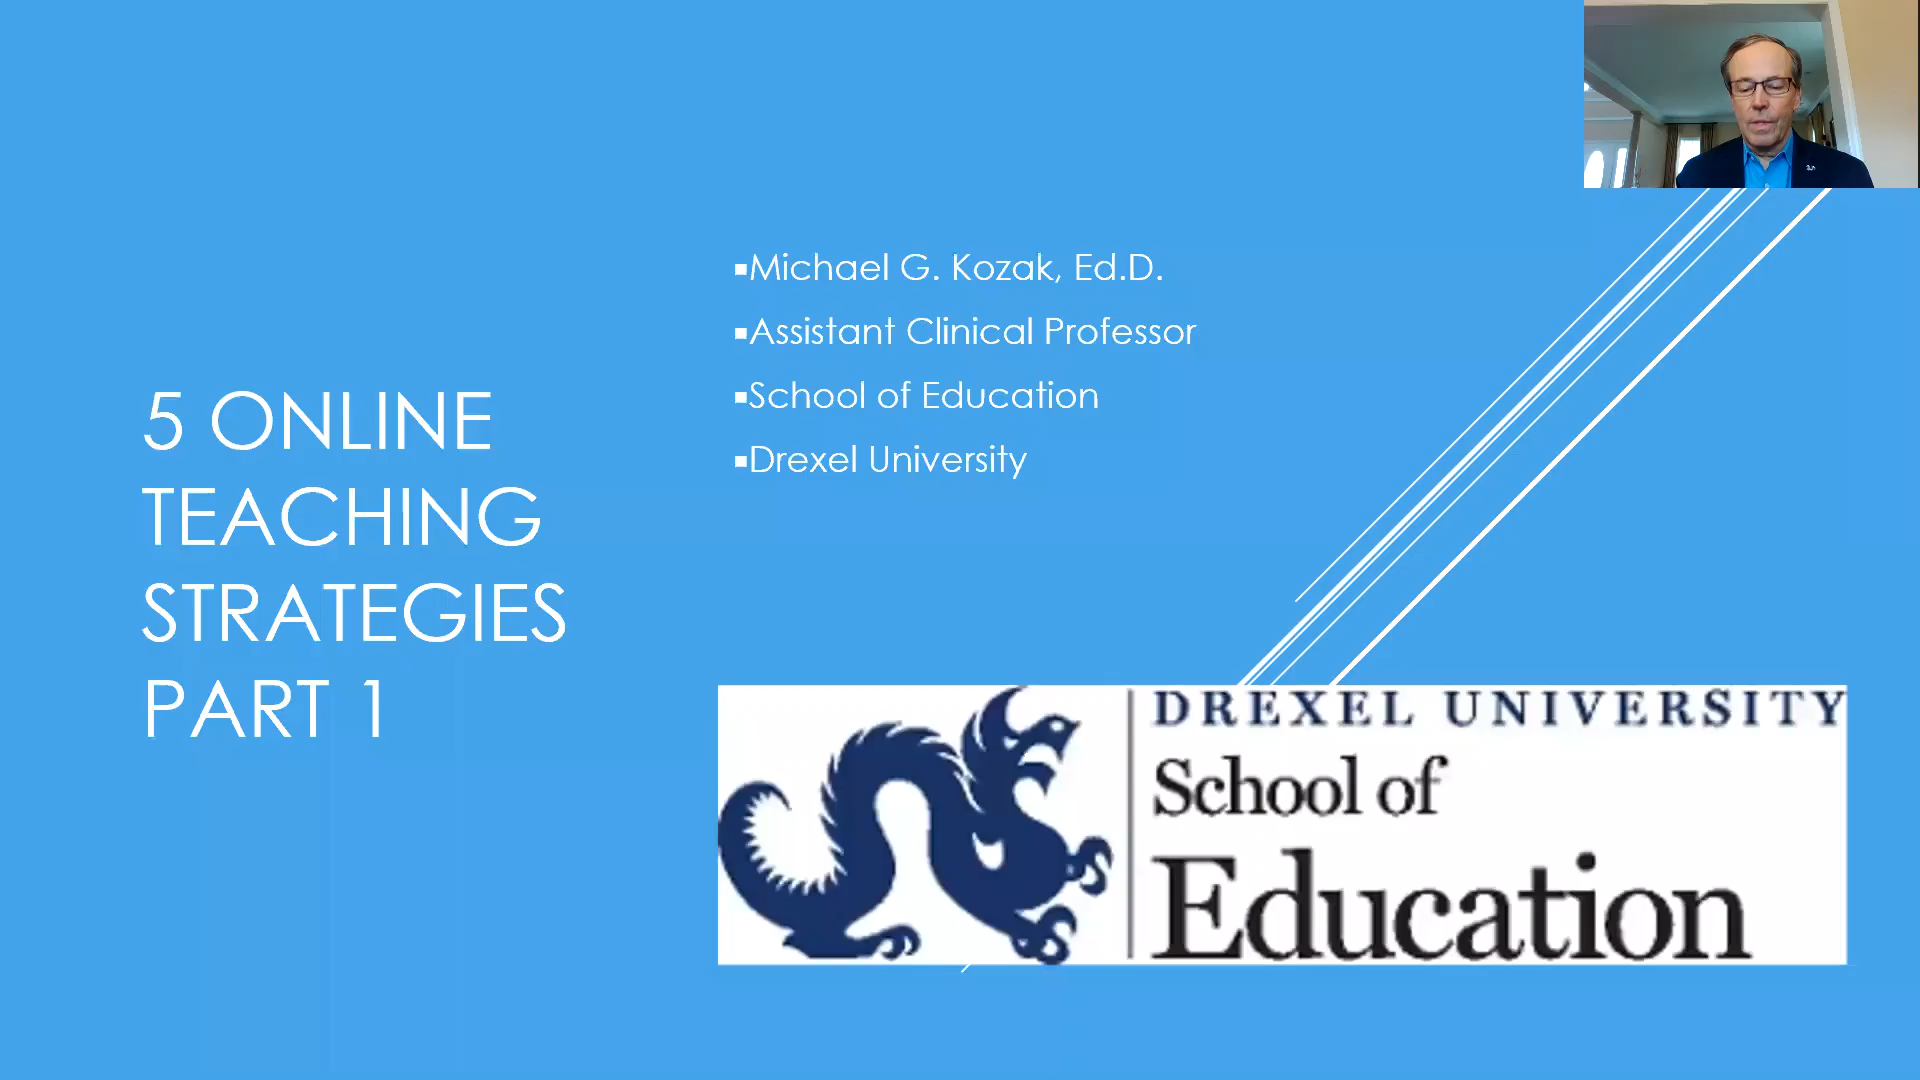 5 ONLINE
TEACHING
STRATEGIES
PART 1
▪Michael G. Kozak, Ed.D.
▪Assistant Clinical Professor
▪School of Education
▪Drexel University
DREXEL UNIVERSITY
School of
Education